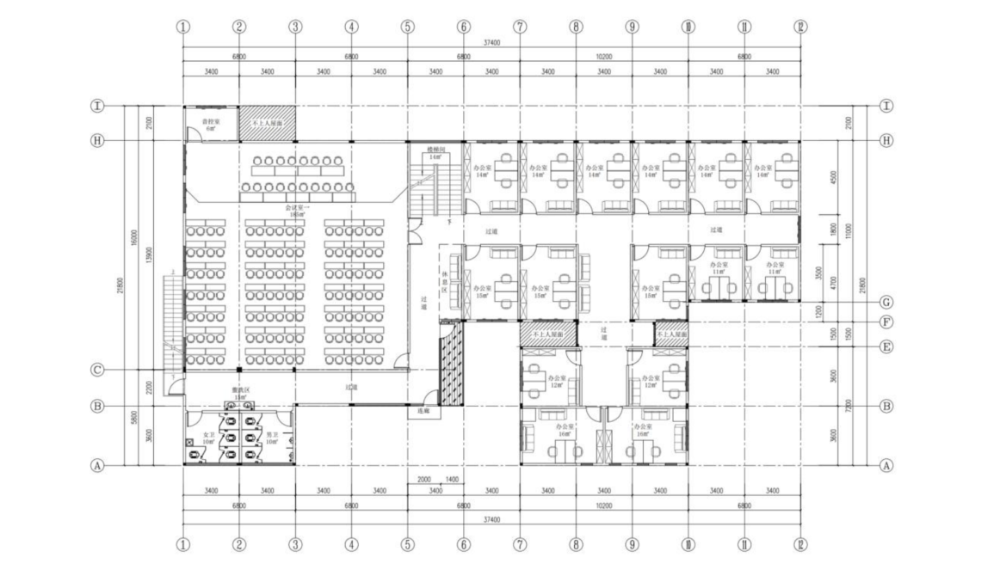 ① ② ③ ④ ⑤ ⑥ ⑦ ⑧ ⑨ ⑩ ⑪ ⑫
37400
6800 6800 6800 10200 6800
3400 3400 3400 3400 3400 3400 3400 3400 3400 3400 3400
I I
2100 2100
音控室
6㎡
不上人屋面
H H
楼梯间
14㎡
办公室 办公室 办公室 办公室 办公室 办公室
14㎡ 14㎡ 14㎡ 14㎡ 14㎡ 14㎡
4500
会议室一
下
过道 过道
1800
11000
16000
13900
21800 21800
休息区
办公室 办公室 办公室 办公室 办公室
15㎡ 15㎡ 15㎡ 11㎡ 11㎡
3500
4700
过道
G
1200
F
不上人屋面 过道 不上人屋面
1500 1500
E
C
办公室 办公室
12㎡ 12㎡
3600
2200
盥洗区
过道
B B
连廊
5800
7200
女卫 男卫
10㎡ 10㎡
办公室 办公室
16㎡ 16㎡
3600 3600
A A
2000 1400
3400 3400 3400 3400 3400 3400 3400 3400 3400 3400 3400
6800 6800 6800 10200 6800
37400
① ② ③ ④ ⑤ ⑥ ⑦ ⑧ ⑨ ⑩ ⑪ ⑫